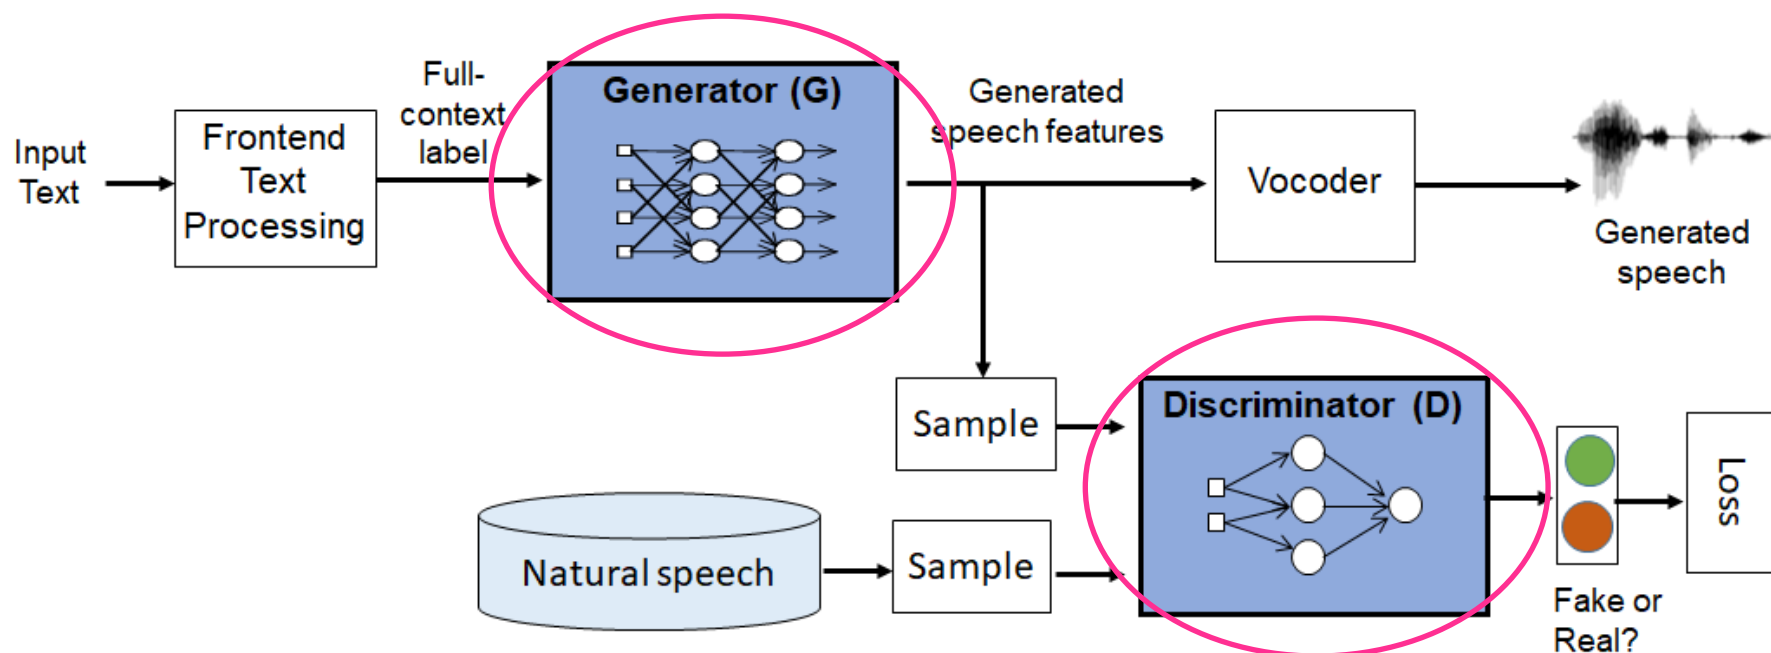 Input
Text
Frontend
Text
Processing
Full-
context
label
Generator (G)
Generated
speech features
Vocoder
Generated
speech
Sample
Discriminator (D)
Natural speech
Sample
Fake or
Real?
Loss